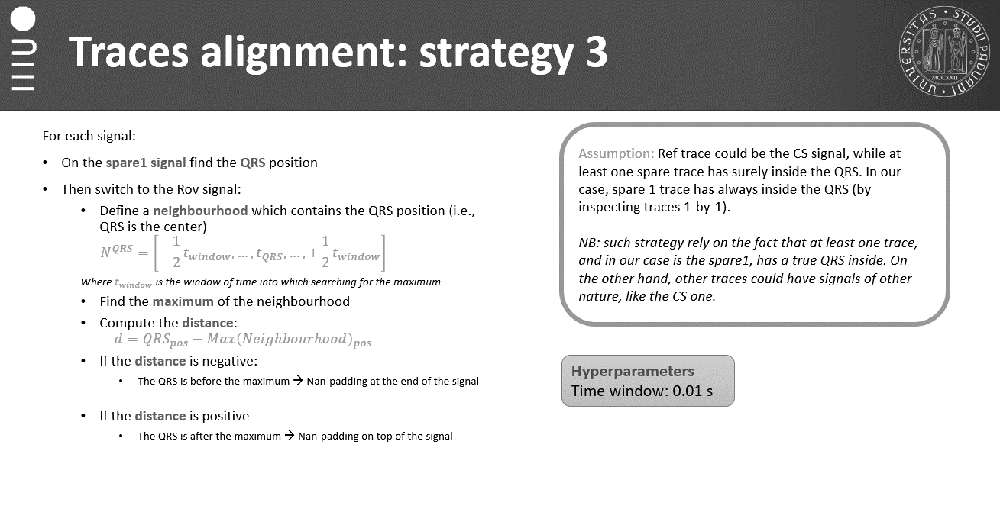 Traces alignment: strategy 3
UNIVERSITAS STUDII PADUANI
MCCXXII
For each signal:
• On the spare1 signal find the QRS position
• Then switch to the Rov signal:
• Define a neighbourhood which contains the QRS position (i.e.,
QRS is the center)
N^{QRS} = [-\frac{1}{2} t_{window}, ..., t_{QRS}, ..., +\frac{1}{2} t_{window}]
Where t_{window} is the window of time into which searching for the maximum
• Find the maximum of the neighbourhood
• Compute the distance:
d = QRS_{pos} − Max(Neighbourhood)_{pos}
• If the distance is negative:
• The QRS is before the maximum → Nan-padding at the end of the signal
• If the distance is positive
• The QRS is after the maximum → Nan-padding on top of the signal
Assumption: Ref trace could be the CS signal, while at
least one spare trace has surely inside the QRS. In our
case, spare 1 trace has always inside the QRS (by
inspecting traces 1-by-1).
NB: such strategy rely on the fact that at least one trace,
and in our case is the spare1, has a true QRS inside. On
the other hand, other traces could have signals of other
nature, like the CS one.
Hyperparameters
Time window: 0.01 s